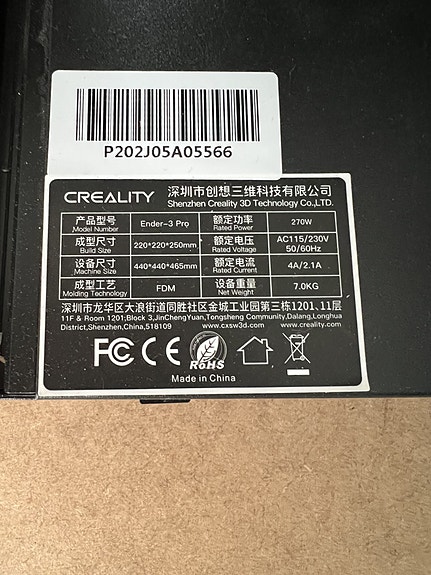 P202J05A05566
CREALITY 深圳市创想三维科技有限公司
Shenzhen Creality 3D Technology Co.,LTD.
产品型号 Ender-3 Pro 额定功率 270W
Model Number Rated Power
成型尺寸 220*220*250mm 额定电压 AC115/230V
Build Size Rated Voltage 50/60Hz
设备尺寸 440*440*465mm 额定电流 4A/2.1A
Machine Size Rated Current
成型工艺 FDM 设备重量 7.0KG
Molding Technology Net Weight
深圳市龙华区大浪街道同胜社区金城工业园第三栋1201、11层
11F & Room 1201,Block 3,JinChengYuan,Tongsheng Community,Dalang,Longhua
District,Shenzhen,China,518109 www.cxsw3d.com www.creality.com
FC CE RoHS
Made in China